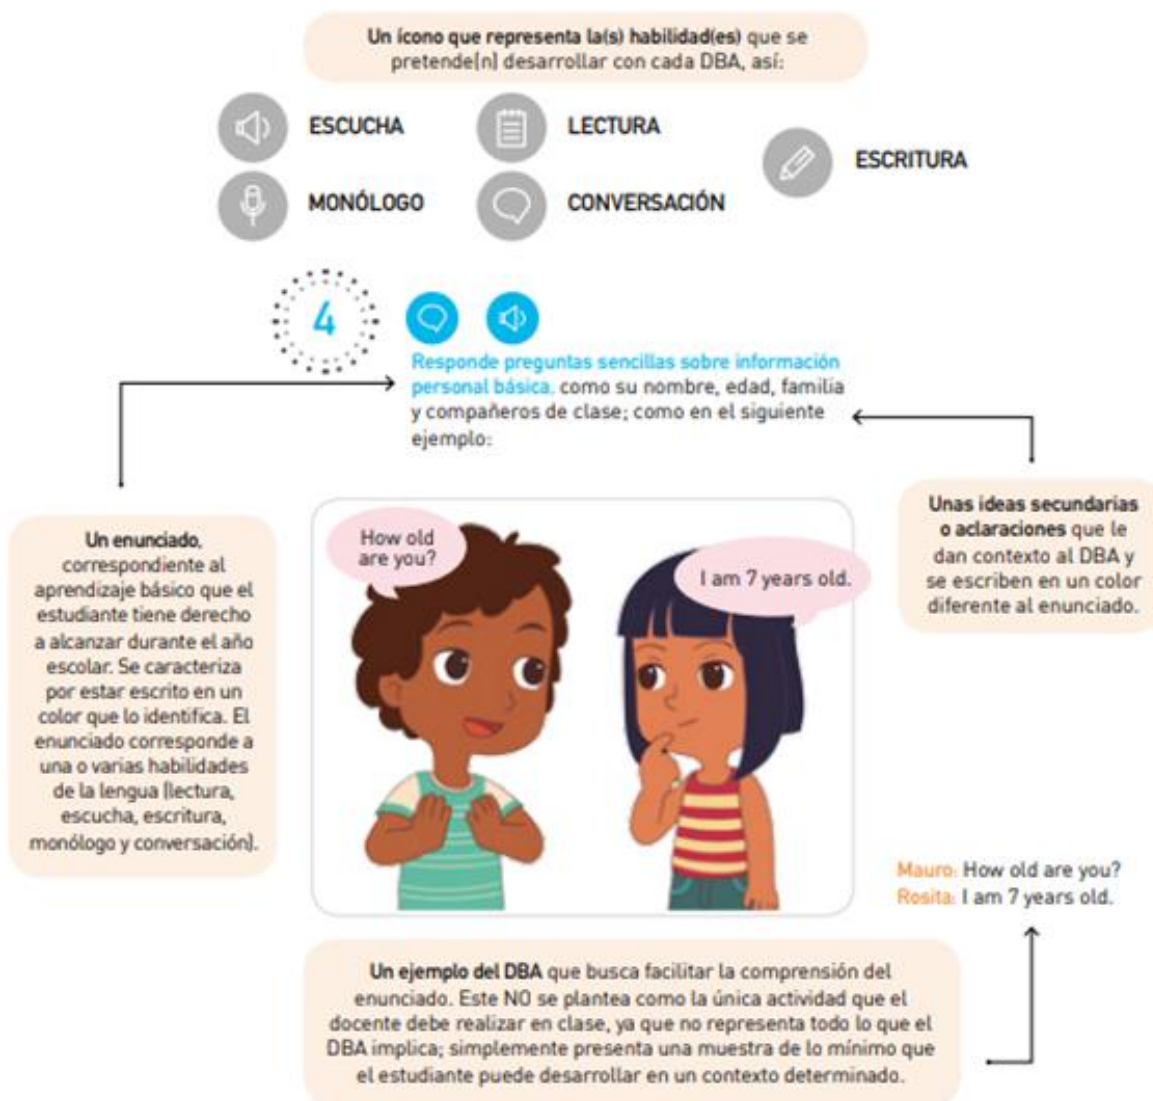 Un ícono que representa la(s) habilidad(es) que se
pretende[n] desarrollar con cada DBA, así:
ESCUCHA
LECTURA
ESCRITURA
MONÓLOGO
CONVERSACIÓN
4
Responde preguntas sencillas sobre información
personal básica. como su nombre, edad, familia
y compañeros de clase; como en el siguiente
ejemplo:
Un enunciado,
correspondiente al
aprendizaje básico que el
estudiante tiene derecho
a alcanzar durante el año
escolar. Se caracteriza
por estar escrito en un
color que lo identifica. El
enunciado corresponde a
una o varias habilidades
de la lengua [lectura,
escucha, escritura,
monólogo y conversación].
How old
are you?
I am 7 years old.
Unas ideas secundarias
o aclaraciones que le
dan contexto al DBA y
se escriben en un color
diferente al enunciado.
Mauro: How old are you?
Rosita: I am 7 years old.
Un ejemplo del DBA que busca facilitar la comprensión del
enunciado. Este NO se plantea como la única actividad que el
docente debe realizar en clase, ya que no representa todo lo que el
DBA implica; simplemente presenta una muestra de lo mínimo que
el estudiante puede desarrollar en un contexto determinado.